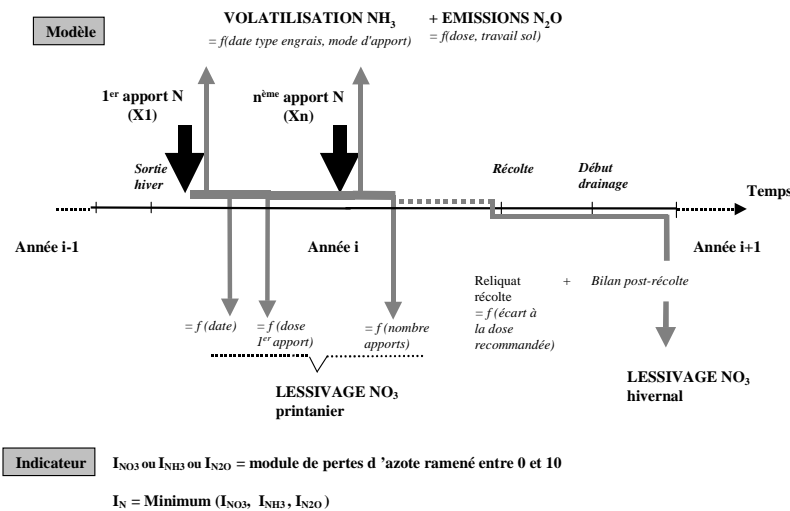 Modèle
VOLATILISATION NH3 + EMISSIONS N2O
= f(date type engrais, mode d'apport) = f(dose, travail sol)
1er apport N
(X1)
nème apport N
(Xn)
Sortie
hiver
Récolte
Début
drainage
Temps
Année i-1
Année i
Année i+1
= f (date)
= f (dose
1er apport)
= f (nombre
apports)
LESSIVAGE NO3
printanier
Reliquat
récolte
= f (écart à
la dose
recommandée)
+ Bilan post-récolte
LESSIVAGE NO3
hivernal
Indicateur
INO3 ou INH3 ou IN2O = module de pertes d 'azote ramené entre 0 et 10
IN = Minimum (INO3, INH3 , IN2O )